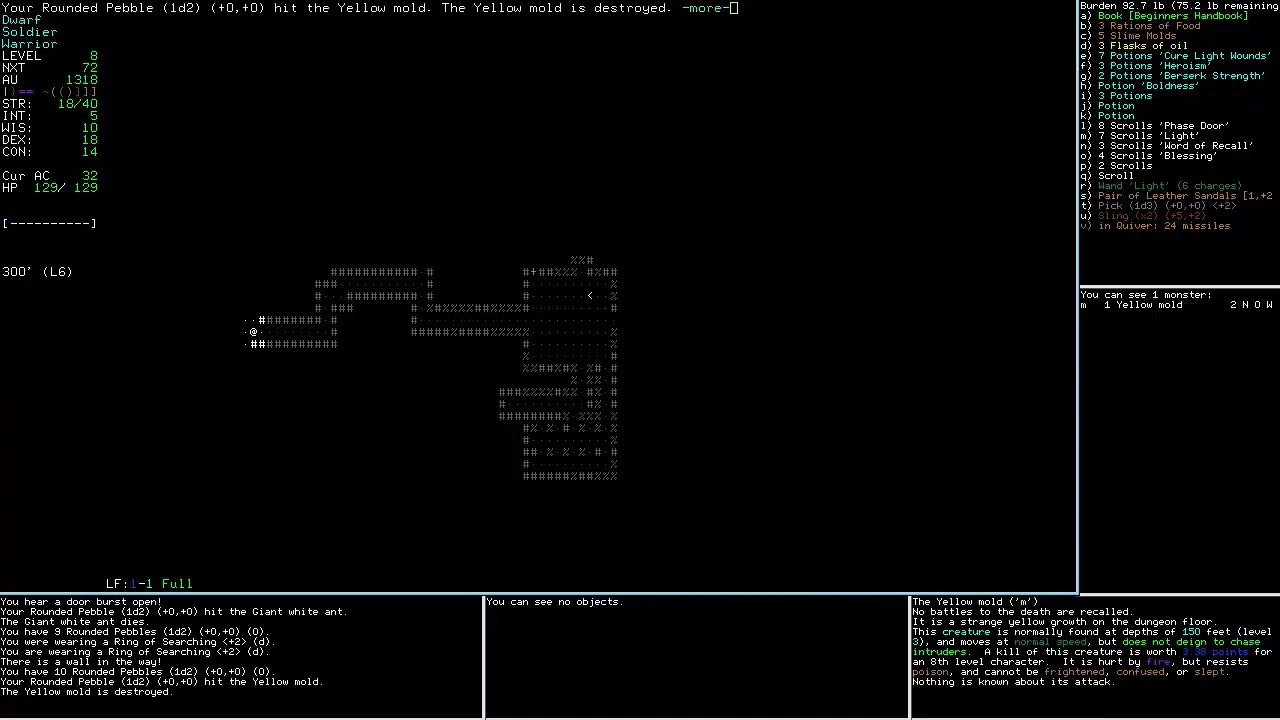 Your Rounded Pebble (1d2) (+0,+0) hit the Yellow mold. The Yellow mold is destroyed. -more-
Dwarf
Soldier
Warrior
LEVEL 8
NXT 72
AU 1318
STR: 18/40
INT: 5
WIS: 10
DEX: 18
CON: 14
Cur AC 32
HP 129/ 129
[----------]
300' (L6)
LF:1-1 Full
Burden 92.7 lb (75.2 lb remaining
a) Book [Beginners Handbook]
b) 3 Rations of Food
c) 5 Slime Molds
d) 3 Flasks of oil
e) 7 Potions 'Cure Light Wounds'
f) 3 Potions 'Heroism'
g) 2 Potions 'Berserk Strength'
h) Potion 'Boldness'
i) 3 Potions
j) Potion
k) Potion
l) 8 Scrolls 'Phase Door'
m) 7 Scrolls 'Light'
n) 3 Scrolls 'Word of Recall'
o) 4 Scrolls 'Blessing'
p) 2 Scrolls
q) Scroll
r) Wand 'Light' (6 charges)
s) Pair of Leather Sandals [1,+2
t) Pick (1d3) (+0,+0) <+2>
u) Sling (x2) (+5,+2)
v) in Quiver: 24 missiles
You can see 1 monster:
m 1 Yellow mold 2 N 0 W
You hear a door burst open!
Your Rounded Pebble (1d2) (+0,+0) hit the Giant white ant.
The Giant white ant dies.
You have 9 Rounded Pebbles (1d2) (+0,+0) (0).
You were wearing a Ring of Searching <+2> (d).
You are wearing a Ring of Searching <+2> (d).
There is a wall in the way!
You have 10 Rounded Pebbles (1d2) (+0,+0) (0).
Your Rounded Pebble (1d2) (+0,+0) hit the Yellow mold.
The Yellow mold is destroyed.
You can see no objects.
The Yellow mold ('m')
No battles to the death are recalled.
It is a strange yellow growth on the dungeon floor.
This creature is normally found at depths of 150 feet (level
3), and moves at normal speed, but does not deign to chase
intruders. A kill of this creature is worth 3.38 points for
an 8th level character. It is hurt by fire, but resists
poison, and cannot be frightened, confused, or slept.
Nothing is known about its attack.